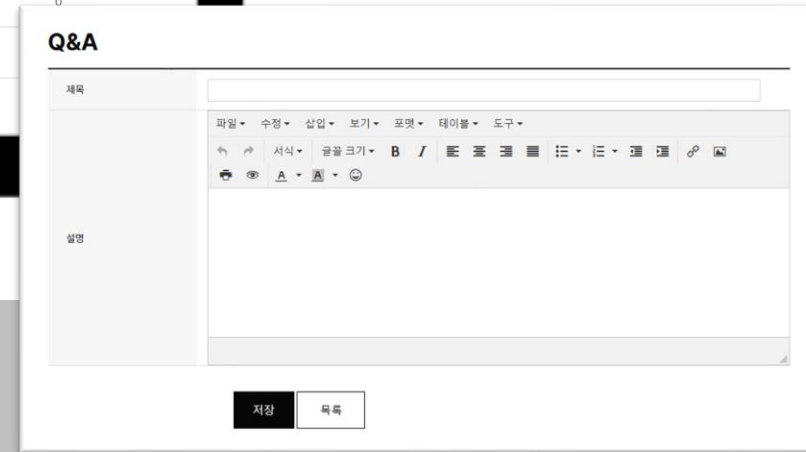 Q&A
제목
파일 수정 삽입 보기 포맷 테이블 도구
서식 글꼴 크기 B I
A A
설명
저장 목록